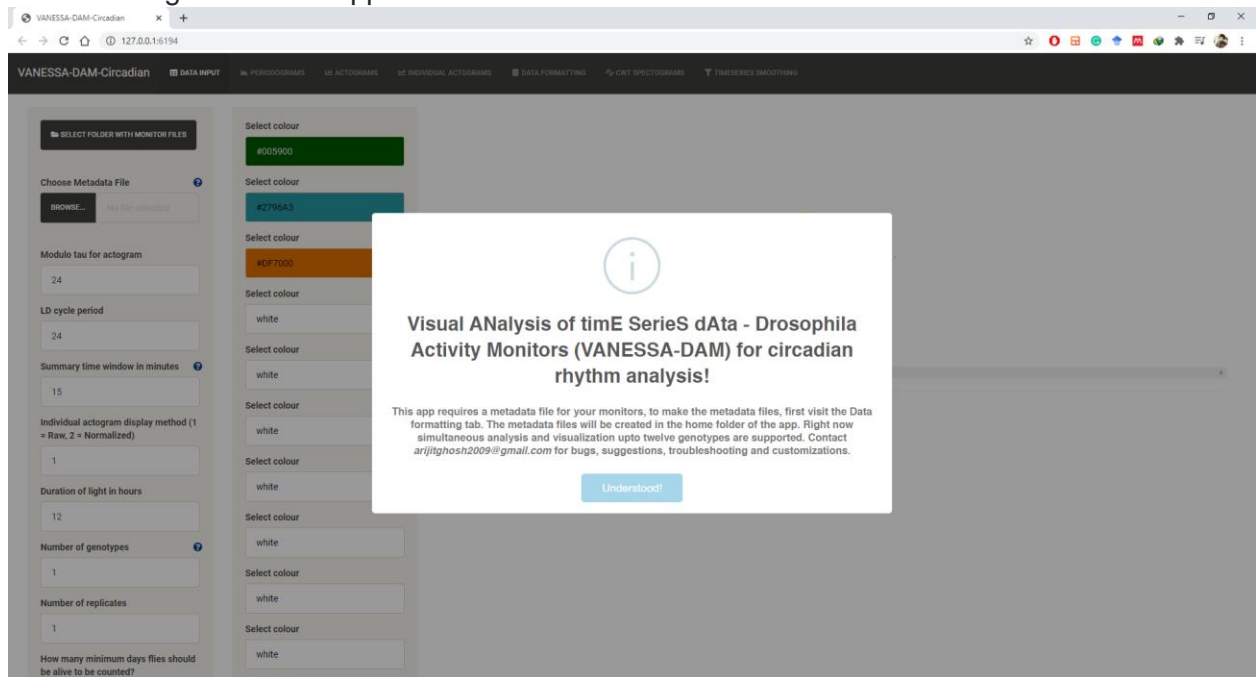 VANESSA-DAM-Circadian
127.0.0.1:6194
VANESSA-DAM-Circadian DATA INPUT PERIODOGRAMS ACTOGRAMS INDIVIDUAL ACTOGRAMS DATA FORMATTING CWT SPECTOGRAMS TIMESERIES SMOOTHING
SELECT FOLDER WITH MONITOR FILES
Choose Metadata File
BROWSE... No file selected
Modulo tau for actogram
24
LD cycle period
24
Summary time window in minutes
15
Individual actogram display method (1
= Raw, 2 = Normalized)
1
Duration of light in hours
12
Number of genotypes
1
Number of replicates
1
How many minimum days flies should
be alive to be counted?
Select colour
#005900
Select colour
#2796A3
Select colour
#DF7000
Select colour
white
Select colour
white
Select colour
white
Select colour
white
Select colour
white
Select colour
white
Select colour
white
i
Visual ANalysis of timE SerieS dAta - Drosophila
Activity Monitors (VANESSA-DAM) for circadian
rhythm analysis!
This app requires a metadata file for your monitors, to make the metadata files, first visit the Data
formatting tab. The metadata files will be created in the home folder of the app. Right now
simultaneous analysis and visualization upto twelve genotypes are supported. Contact
arijitghosh2009@gmail.com for bugs, suggestions, troubleshooting and customizations.
Understood!